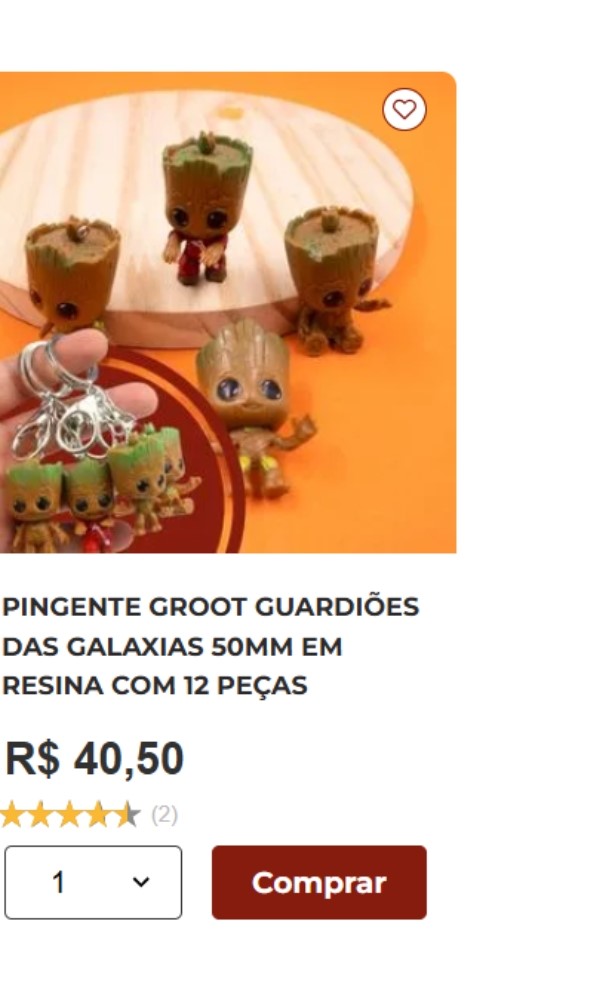 PINGENTE GROOT GUARDIÕES
DAS GALAXIAS 50MM EM
RESINA COM 12 PEÇAS
R$ 40,50
(2)
1
Comprar